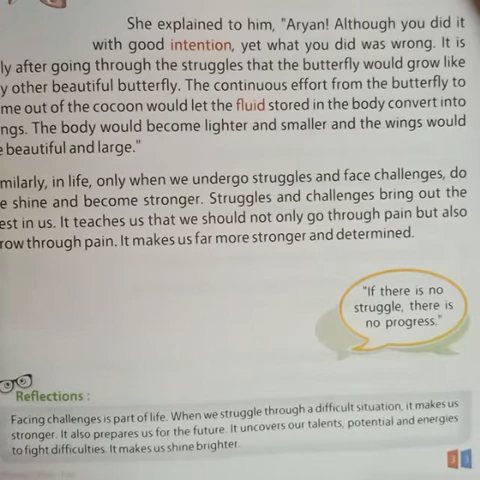 She explained to him, "Aryan! Although you did it
with good intention, yet what you did was wrong. It is
ly after going through the struggles that the butterfly would grow like
y other beautiful butterfly. The continuous effort from the butterfly to
me out of the cocoon would let the fluid stored in the body convert into
ngs. The body would become lighter and smaller and the wings would
e beautiful and large."
milarly, in life, only when we undergo struggles and face challenges, do
e shine and become stronger. Struggles and challenges bring out the
est in us. It teaches us that we should not only go through pain but also
row through pain. It makes us far more stronger and determined.
"If there is no
struggle, there is
no progress."
Reflections :
Facing challenges is part of life. When we struggle through a difficult situation, it makes us
stronger. It also prepares us for the future. It uncovers our talents, potential and energies
to fight difficulties. It makes us shine brighter.